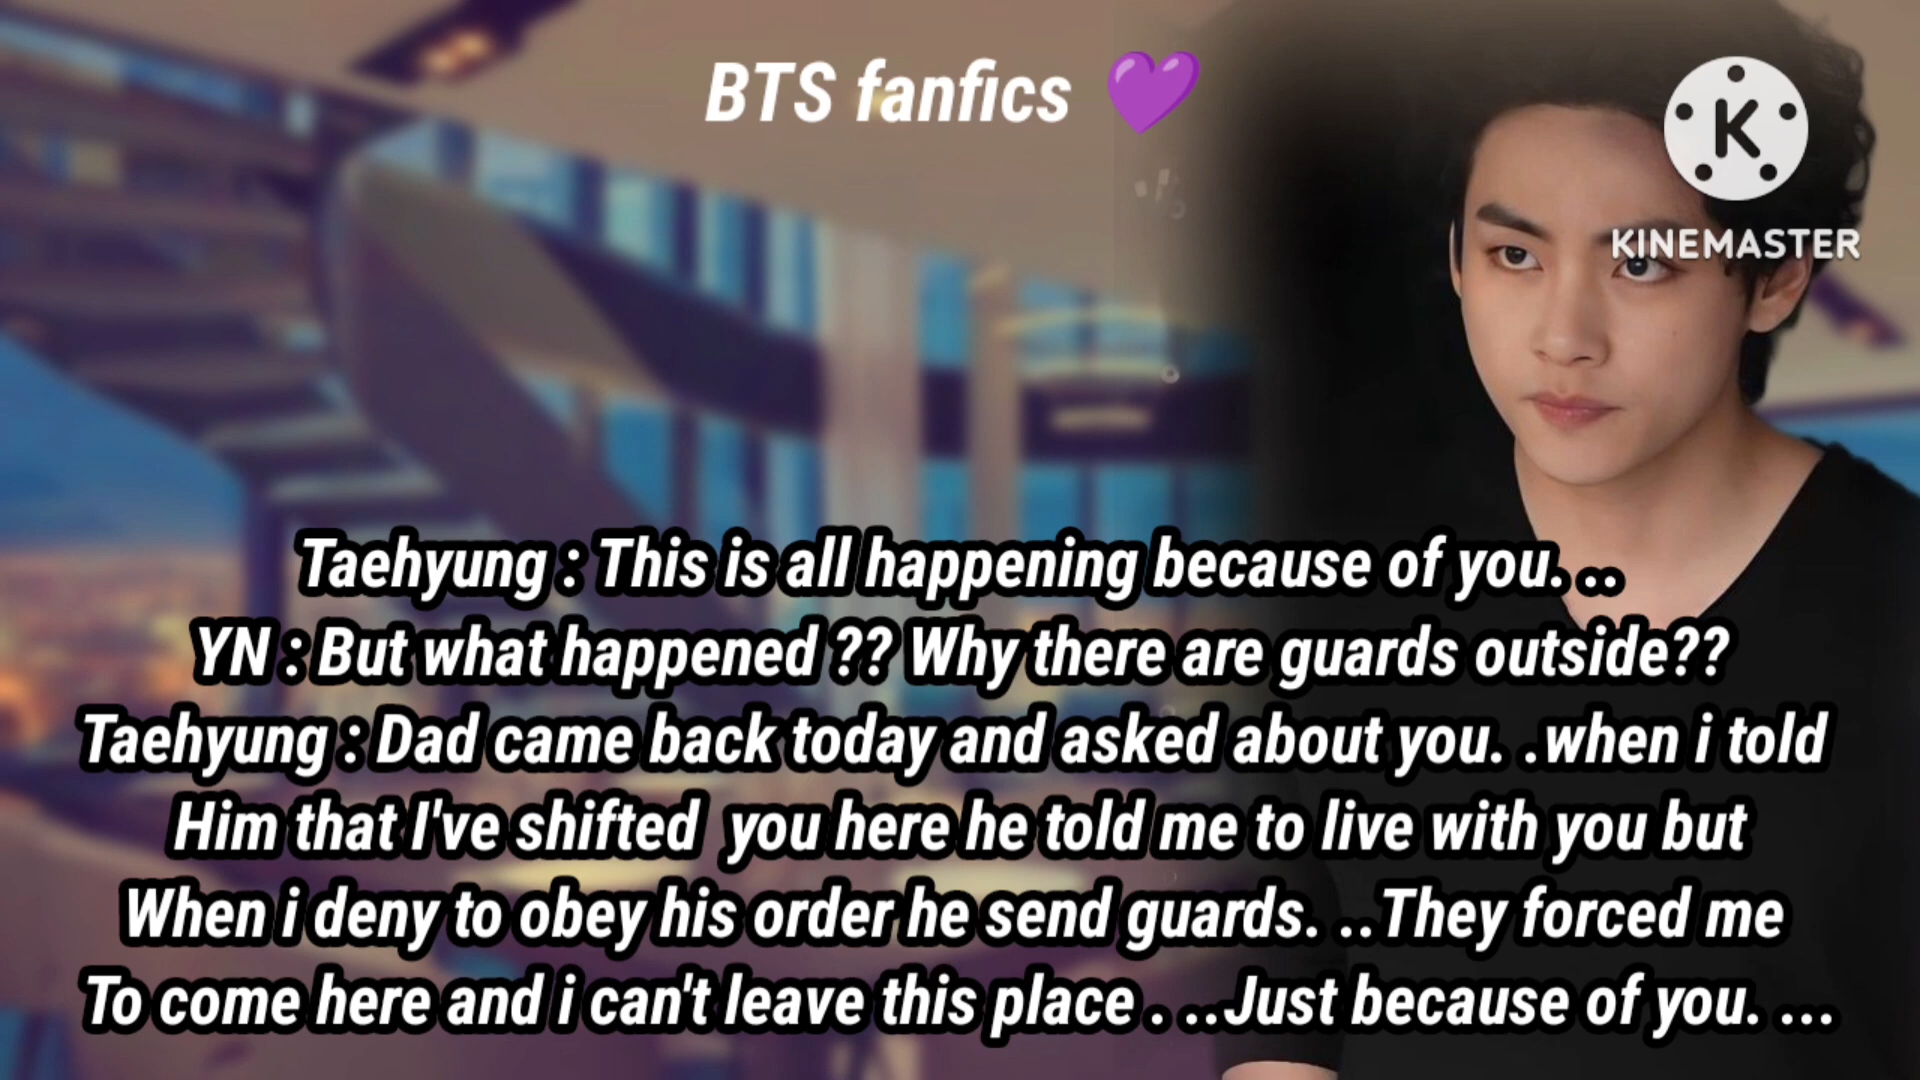 BTS fanfics 💜
K
KINEMASTER
Taehyung : This is all happening because of you. ..
YN : But what happened ?? Why there are guards outside??
Taehyung : Dad came back today and asked about you. .when i told
Him that I've shifted you here he told me to live with you but
When i deny to obey his order he send guards. ..They forced me
To come here and i can't leave this place . ..Just because of you. ...